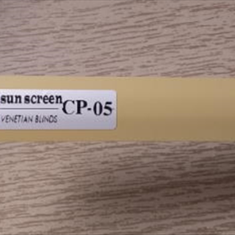 sun screen CP-05
VENETIAN BLINDS